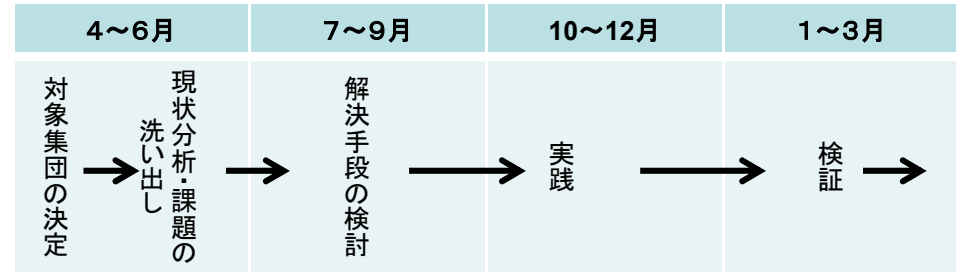 ４～６月
７～９月
10～12月
１～３月
対象集団の決定
現状分析・課題の
洗い出し
解決手段の検討
実践
検証